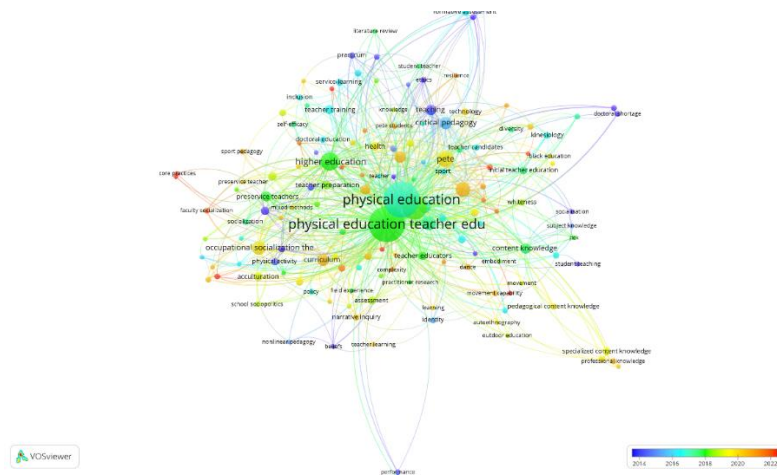 literature review
practicum
student teacher
ethics
resilience
service-learning
inclusion
knowledge
teaching
technology
teacher training
critical pedagogy
doctoral shortage
self-efficacy
pete students
diversity
doctoral education
kinesiology
health
teacher candidates
sport pedagogy
higher education
pete
black education
sport
initial teacher education
core practices
preservice teacher
teacher preparation
teacher
whiteness
preservice teachers
physical education
faculty socialization
mixed methods
socialization
socialization
physical education teacher edu
subject knowledge
occupational socialization the
content knowledge
physical activity
curriculum
teacher educators
embodiment
student teaching
acculturation
complexity
dance
practitioner research
movement
policy
field experience
movement capability
school sociopolitics
assessment
pedagogical content knowledge
learning
narrative inquiry
identity
autoethnography
outdoor education
nonlinear pedagogy
beliefs
teacher learning
specialized content knowledge
professional knowledge
performance
VOSviewer
2014 2016 2018 2020 2022